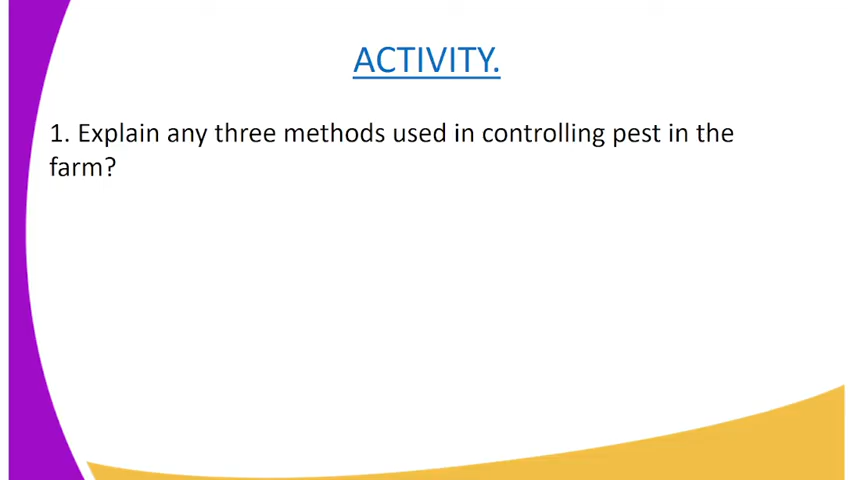 ACTIVITY.
1. Explain any three methods used in controlling pest in the
farm?